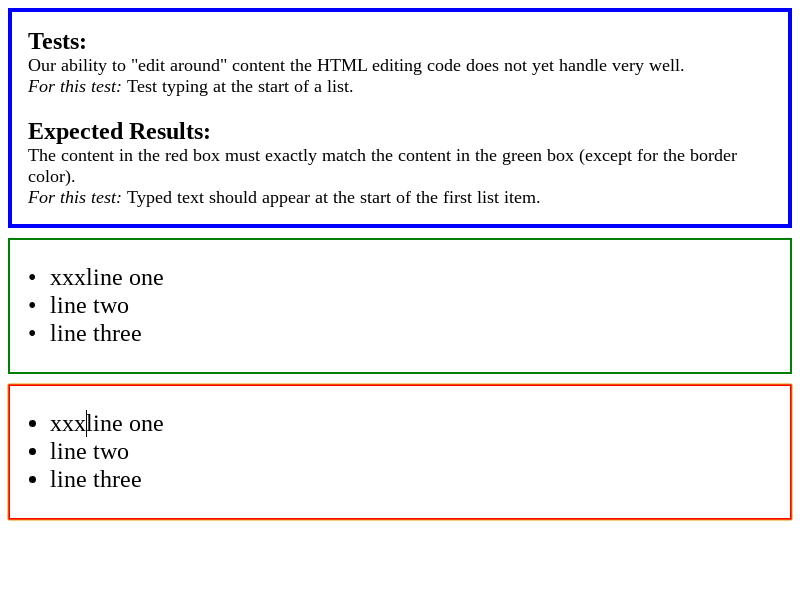 Tests:
Our ability to "edit around" content the HTML editing code does not yet handle very well.
For this test: Test typing at the start of a list.
Expected Results:
The content in the red box must exactly match the content in the green box (except for the border
color).
For this test: Typed text should appear at the start of the first list item.
• xxxline one
• line two
• line three
• xxxline one
• line two
• line three